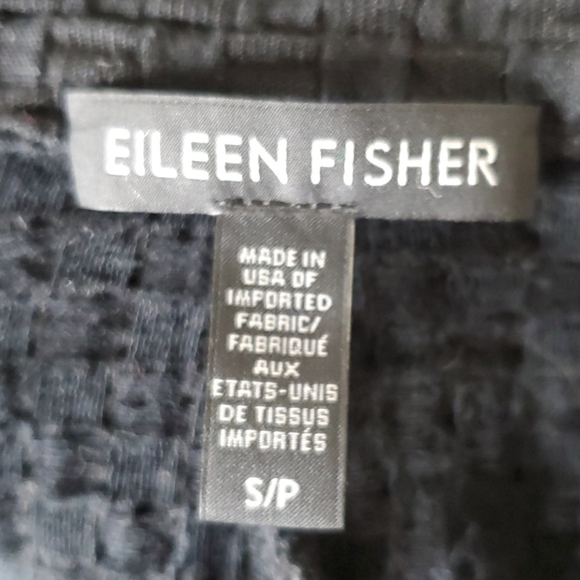 EILEEN FISHER
MADE IN
USA OF
IMPORTED
FABRIC/
FABRIQUÉ
AUX
ETATS-UNIS
DE TISSUS
IMPORTÉS
S/P